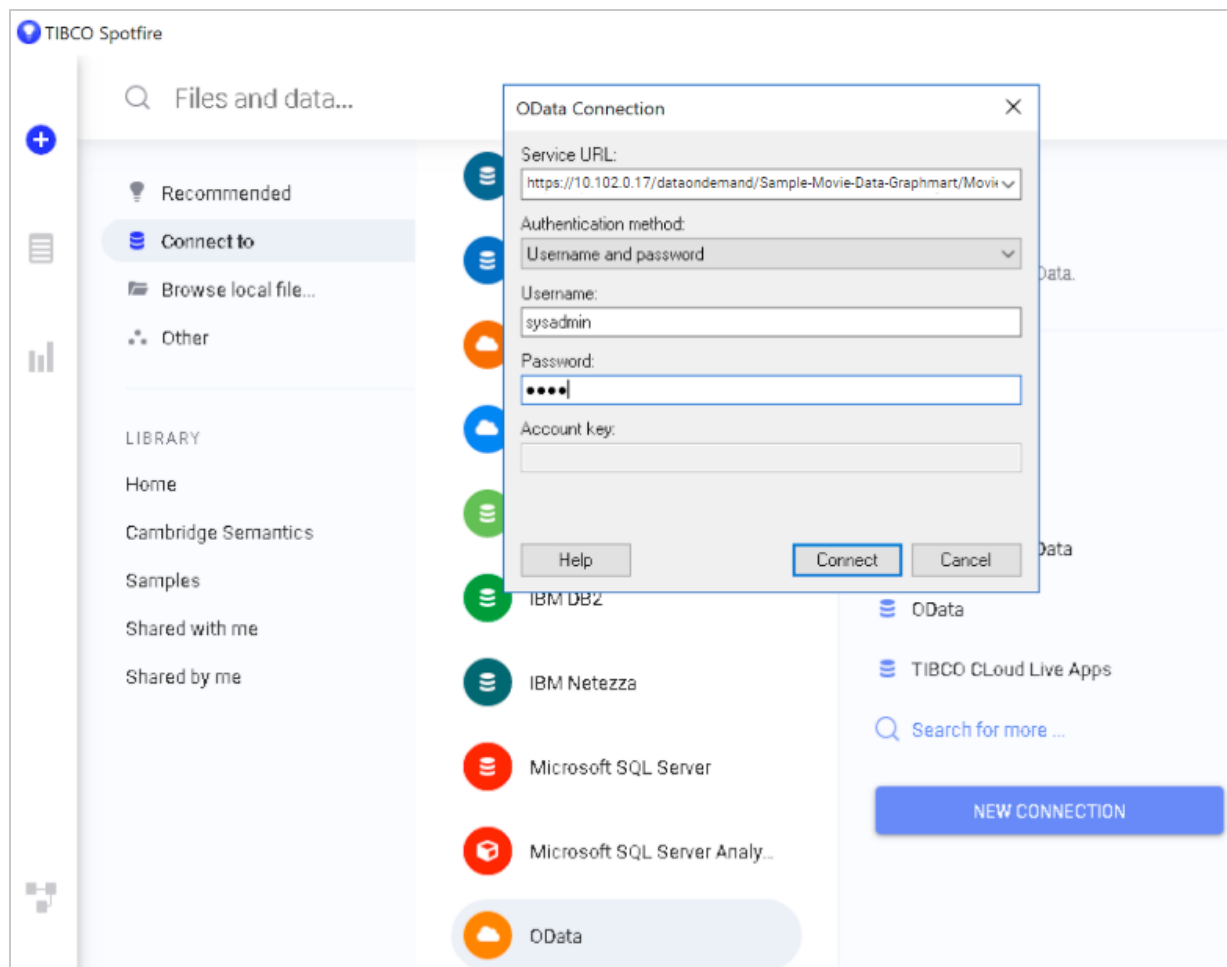 TIBCO Spotfire
Files and data...
Recommended
Connect to
Browse local file...
Other
LIBRARY
Home
Cambridge Semantics
Samples
Shared with me
Shared by me
OData Connection
Service URL:
https://10.102.0.17/dataondemand/Sample-Movie-Data-Graphmart/Movi
Authentication method:
Username and password
Username:
sysadmin
Password:
••••
Account key:
Help
Connect
Cancel
IBM DB2
IBM Netezza
Microsoft SQL Server
Microsoft SQL Server Analy...
OData
Data.
Data
OData
TIBCO CLoud Live Apps
Search for more ...
NEW CONNECTION